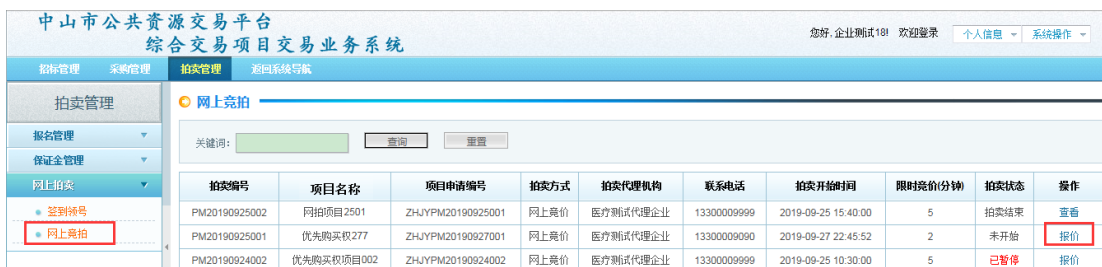 中山市公共资源交易平台
综合交易项目交易业务系统
您好,企业测试18! 欢迎登录 个人信息 系统操作
招标管理 采购管理 拍卖管理 返回系统导航
拍卖管理
报名管理
保证金管理
网上拍卖
签到领号
网上竞拍
网上竞拍
关键词: 查询 重置
拍卖编号 项目名称 项目申请编号 拍卖方式 拍卖代理机构 联系电话 拍卖开始时间 限时竞价(分钟) 拍卖状态 操作
PM20190925002 网拍项目2501 ZHJYPM20190925001 网上竞价 医疗测试代理企业 13300009999 2019-09-25 15:40:00 5 拍卖结束 查看
PM20190925001 优先购买权277 ZHJYPM20190927001 网上竞价 医疗测试代理企业 13300009090 2019-09-27 22:45:52 2 未开始 报价
PM20190924002 优先购买权项目002 ZHJYPM20190924002 网上竞价 医疗测试代理企业 13300009999 2019-09-25 10:30:00 5 已暂停 报价